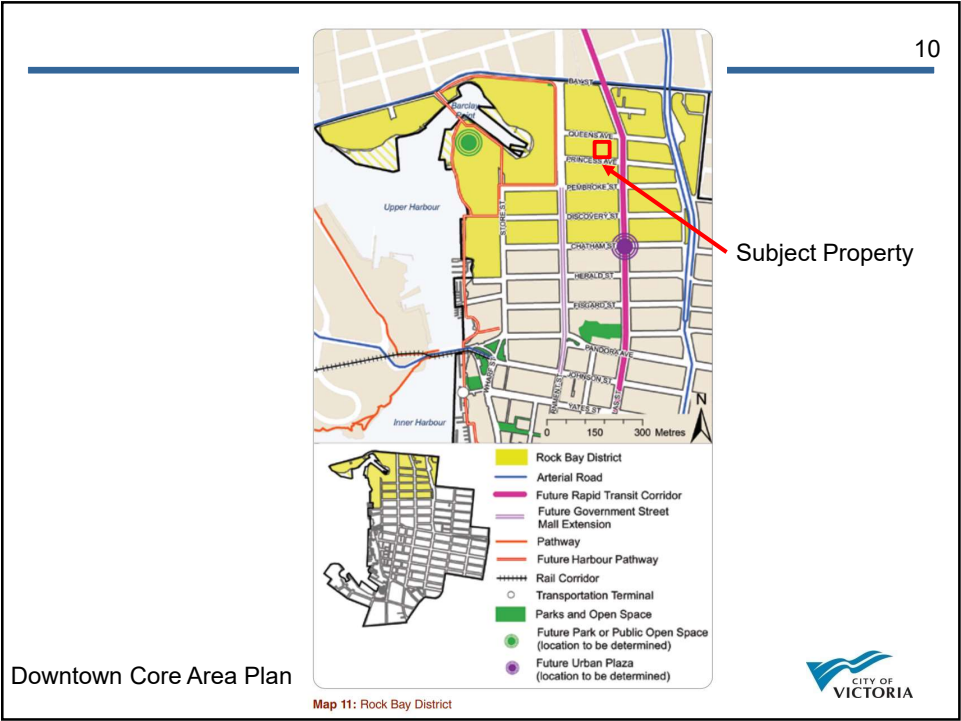 10
BAY ST
Barclay
Point
QUEENS AVE
PRINCESS AVE
PEMBROKE ST
Upper Harbour
STORE ST
DISCOVERY ST
CHATHAM ST
Subject Property
HERALD ST
FISGARD ST
PANDORA AVE
WHARF ST
JOHNSON ST
YATES ST
N
Inner Harbour
0 150 300 Metres
Rock Bay District
Arterial Road
Future Rapid Transit Corridor
Future Government Street
Mall Extension
Pathway
Future Harbour Pathway
Rail Corridor
Transportation Terminal
Parks and Open Space
Future Park or Public Open Space
(location to be determined)
Future Urban Plaza
(location to be determined)
Downtown Core Area Plan
CITY OF
VICTORIA
Map 11: Rock Bay District